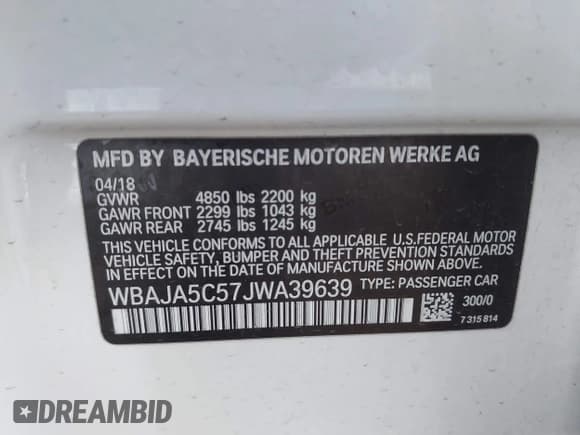 MFD BY BAYERISCHE MOTOREN WERKE AG
04/18
GVWR 4850 lbs 2200 kg
GAWR FRONT 2299 lbs 1043 kg
GAWR REAR 2745 lbs 1245 kg
THIS VEHICLE CONFORMS TO ALL APPLICABLE U.S.FEDERAL MOTOR
VEHICLE SAFETY, BUMPER AND THEFT PREVENTION STANDARDS
IN EFFECT ON THE DATE OF MANUFACTURE SHOWN ABOVE.
WBAJA5C57JWA39639 TYPE: PASSENGER CAR
300/0
7 315 814
DREAMBID